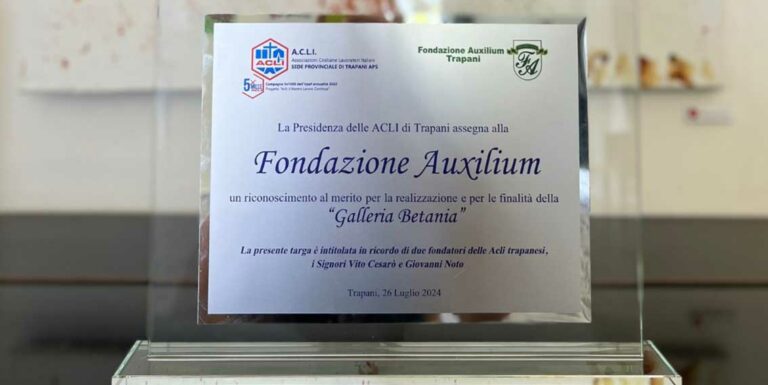 ACLI
A.C.L.I.
Associazioni Cristiane Lavoratori Italiani
SEDE PROVINCIALE DI TRAPANI APS
Fondazione Auxilium
Trapani
FA
La Presidenza delle ACLI di Trapani assegna alla
Fondazione Auxilium
un riconoscimento al merito per la realizzazione e per le finalità della
“Galleria Betania”
La presente targa è intitolata in ricordo di due fondatori delle Acli trapanesi,
i Signori Vito Cesarò e Giovanni Noto
Trapani, 26 Luglio 2024